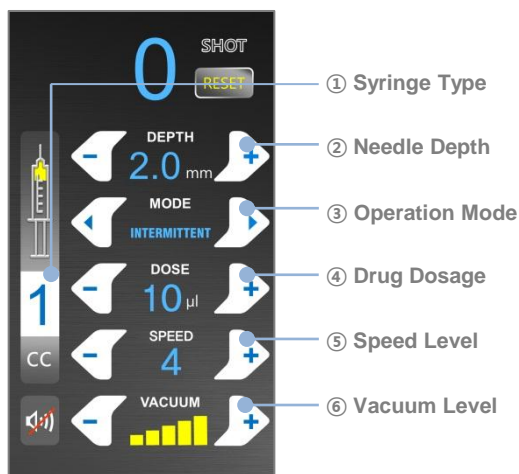 0 SHOT
RESET
① Syringe Type
DEPTH
- 2.0 mm +
② Needle Depth
MODE
INTERMITTENT
③ Operation Mode
DOSE
- 10 µl +
④ Drug Dosage
1
CC
SPEED
- 4 +
⑤ Speed Level
VACUUM
- +
⑥ Vacuum Level